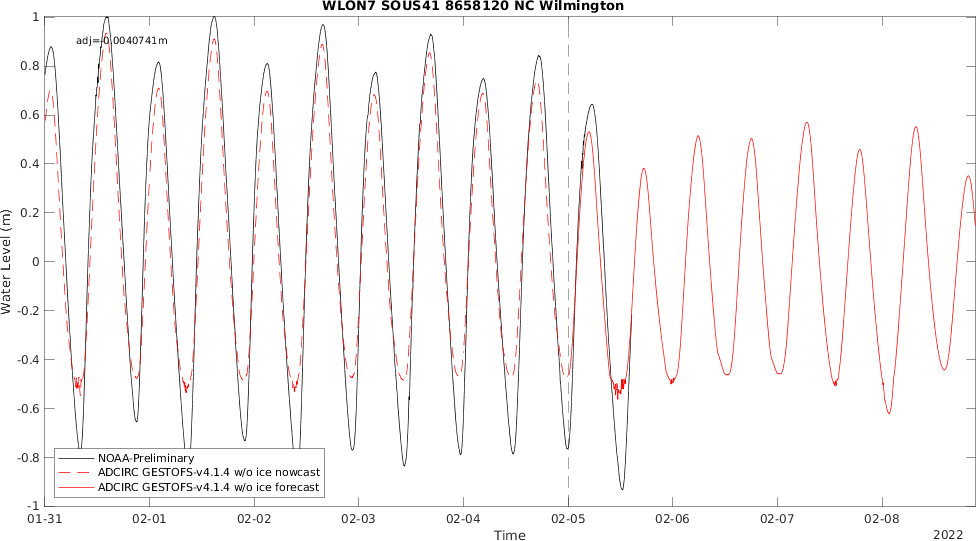 WLON7 SOUS41 8658120 NC Wilmington
adj=-0.0040741m
1
0.8
0.6
0.4
0.2
0
-0.2
-0.4
-0.6
-0.8
-1
Water Level (m)
NOAA-Preliminary
ADCIRC GESTOFS-v4.1.4 w/o ice nowcast
ADCIRC GESTOFS-v4.1.4 w/o ice forecast
01-31 02-01 02-02 02-03 02-04 02-05 02-06 02-07 02-08
Time
2022